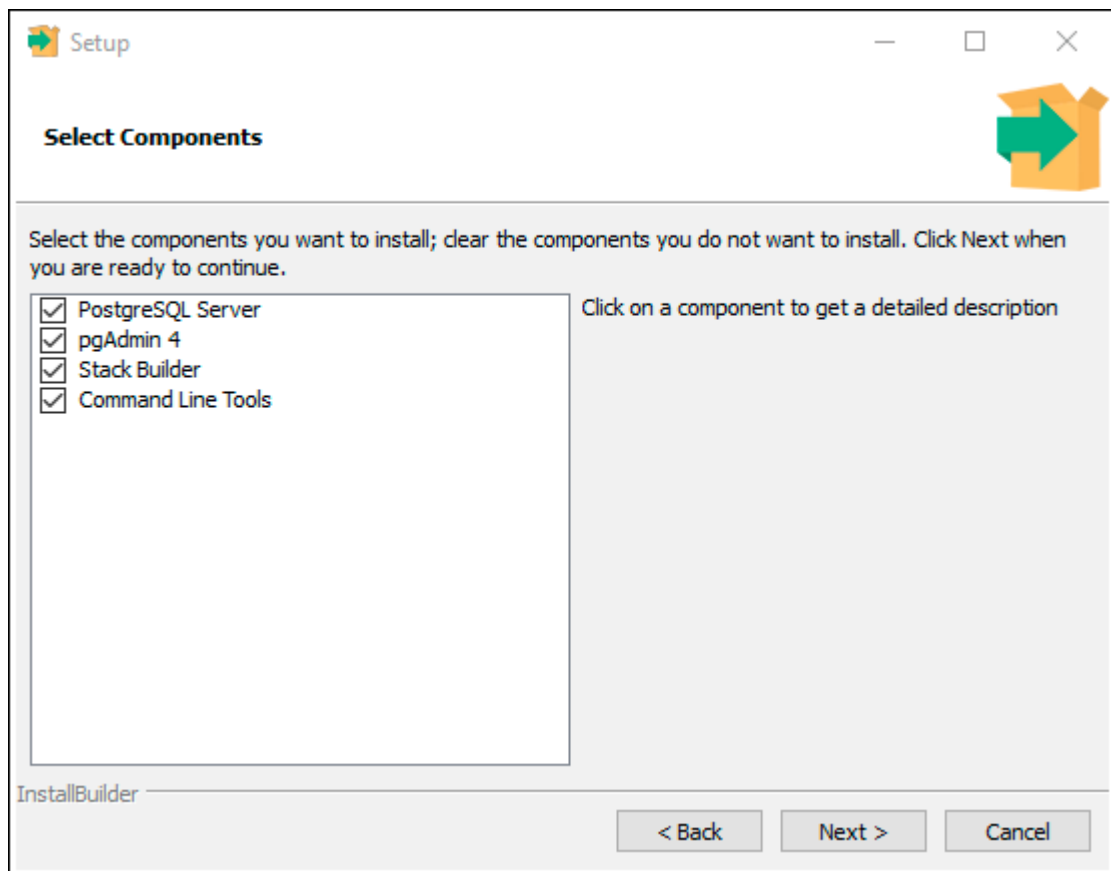 Setup
Select Components
Select the components you want to install; clear the components you do not want to install. Click Next when
you are ready to continue.
PostgreSQL Server
pgAdmin 4
Stack Builder
Command Line Tools
Click on a component to get a detailed description
InstallBuilder
< Back
Next >
Cancel